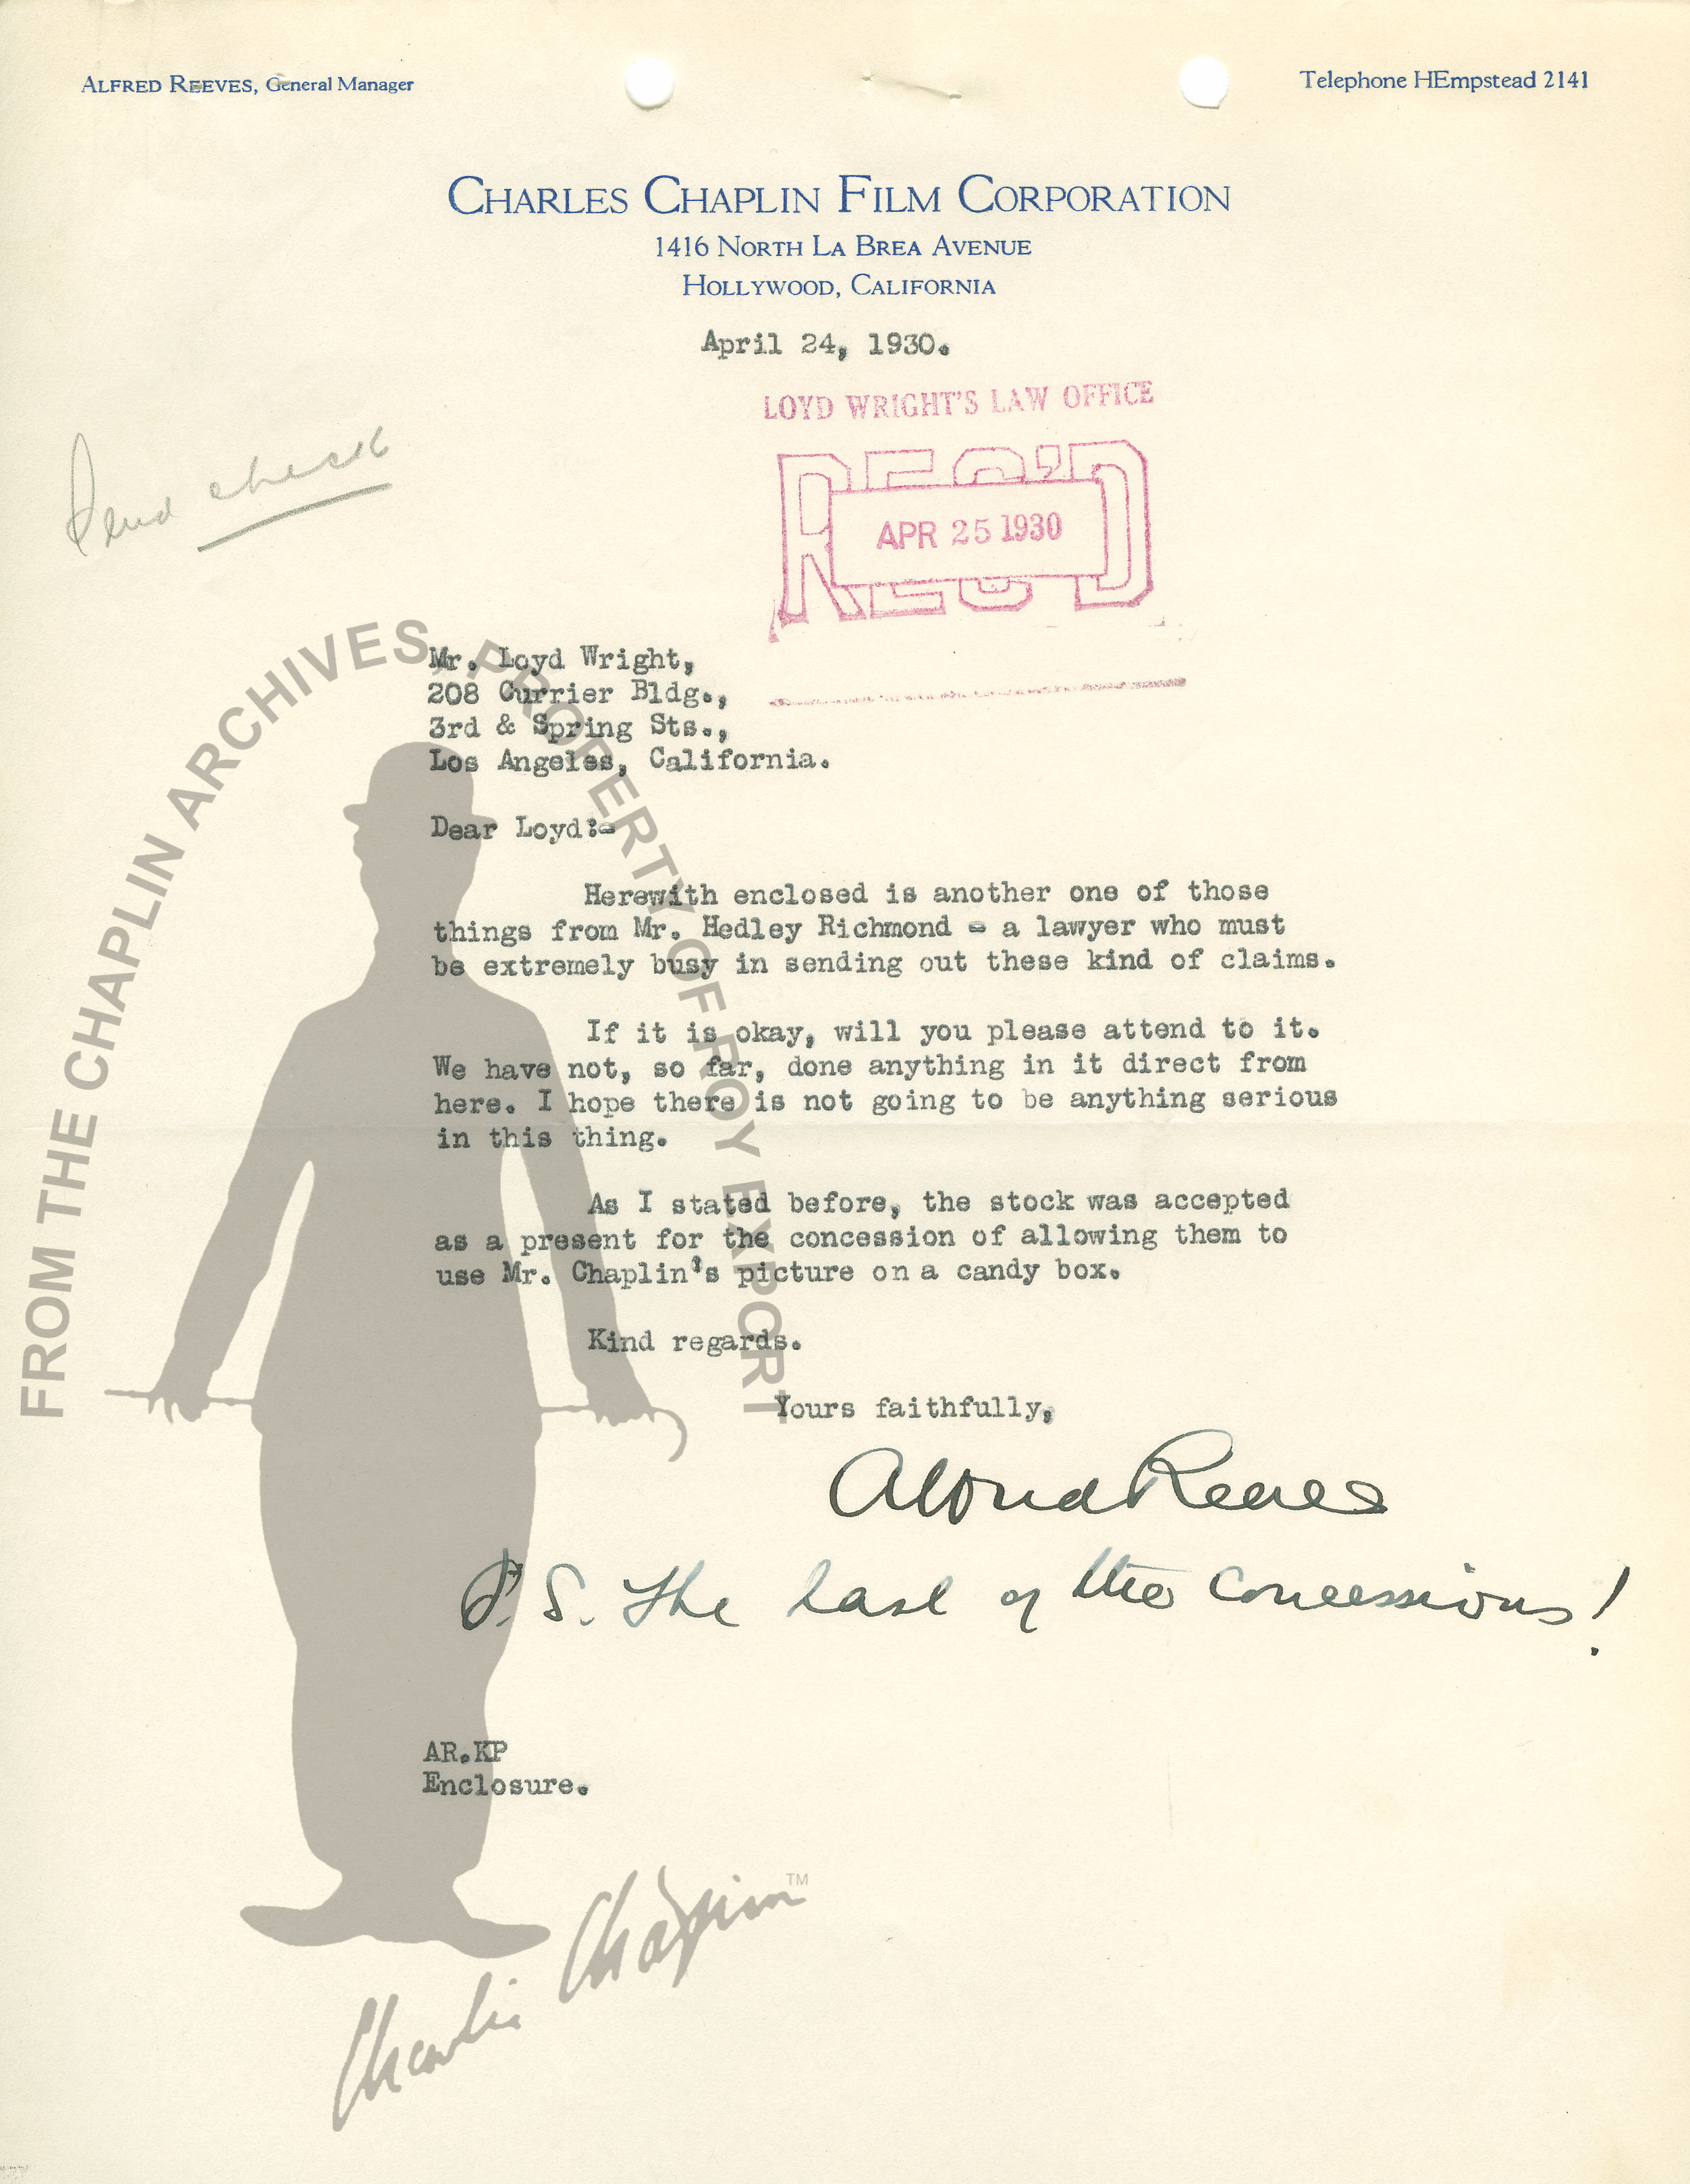 ALFRED REEVES, General Manager
Telephone HEmpstead 2141
CHARLES CHAPLIN FILM CORPORATION
1416 NORTH LA BREA AVENUE
HOLLYWOOD, CALIFORNIA
April 24, 1930.
LOYD WRIGHT'S LAW OFFICE
REC'D
APR 25 1930
Send check
Mr. Loyd Wright,
208 Currier Bldg.,
3rd & Spring Sts.,
Los Angeles, California.
Dear Loyd:-
Herewith enclosed is another one of those
things from Mr. Hedley Richmond - a lawyer who must
be extremely busy in sending out these kind of claims.
If it is okay, will you please attend to it.
We have not, so far, done anything in it direct from
here. I hope there is not going to be anything serious
in this thing.
As I stated before, the stock was accepted
as a present for the concession of allowing them to
use Mr. Chaplin's picture on a candy box.
Kind regards.
Yours faithfully,
Alfred Reeves
P.S. The last of the concessions!
AR.KP
Enclosure.
FROM THE CHAPLIN ARCHIVES, PROPERTY OF ROY EXPORT
Charlie Chaplin TM